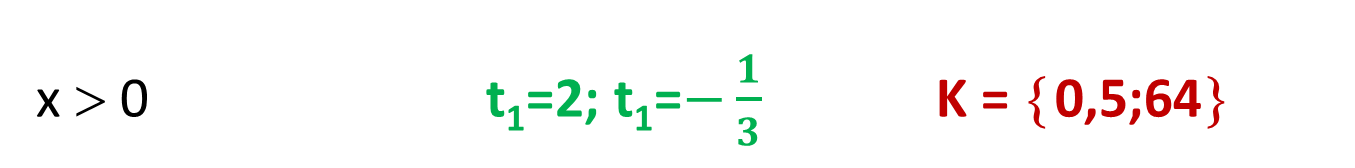 x > 0 t₁=2; t₁=− 1/3 K = {0,5;64}